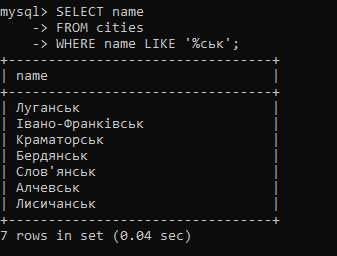 mysql> SELECT name
    -> FROM cities
    -> WHERE name LIKE '%ськ';
+--------------------------------+
| name                           |
+--------------------------------+
| Луганськ                       |
| Івано-Франківськ               |
| Краматорськ                    |
| Бердянськ                      |
| Слов'янськ                     |
| Алчевськ                       |
| Лисичанськ                     |
+--------------------------------+
7 rows in set (0.04 sec)